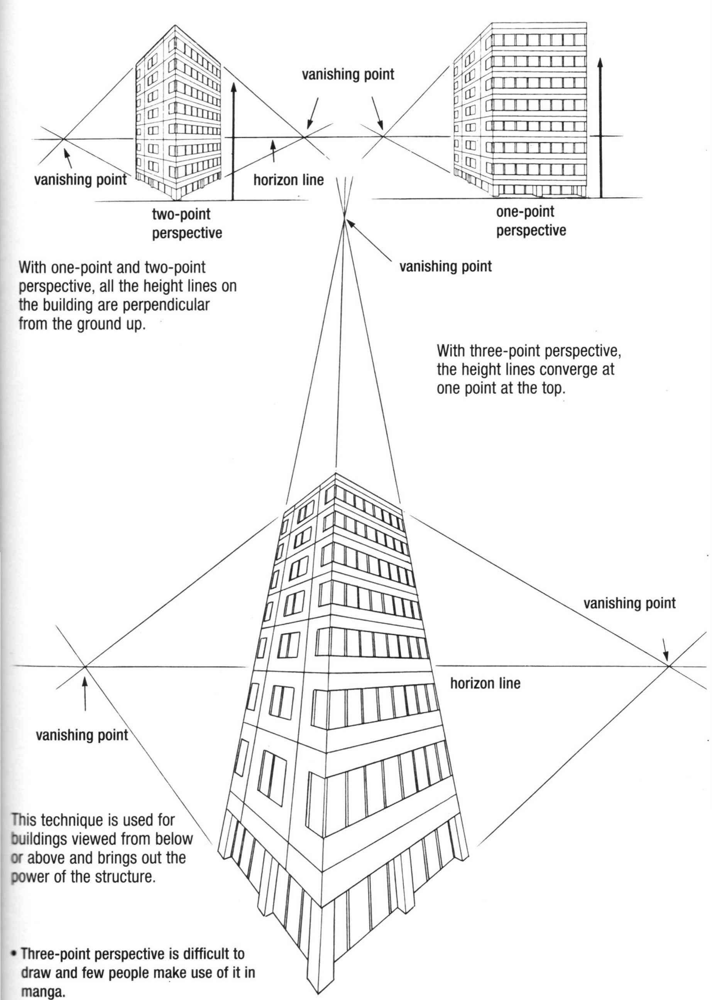 vanishing point
vanishing point
horizon line
two-point
perspective
one-point
perspective
vanishing point
With one-point and two-point
perspective, all the height lines on
the building are perpendicular
from the ground up.
With three-point perspective,
the height lines converge at
one point at the top.
vanishing point
horizon line
vanishing point
This technique is used for
buildings viewed from below
or above and brings out the
power of the structure.
• Three-point perspective is difficult to
draw and few people make use of it in
manga.